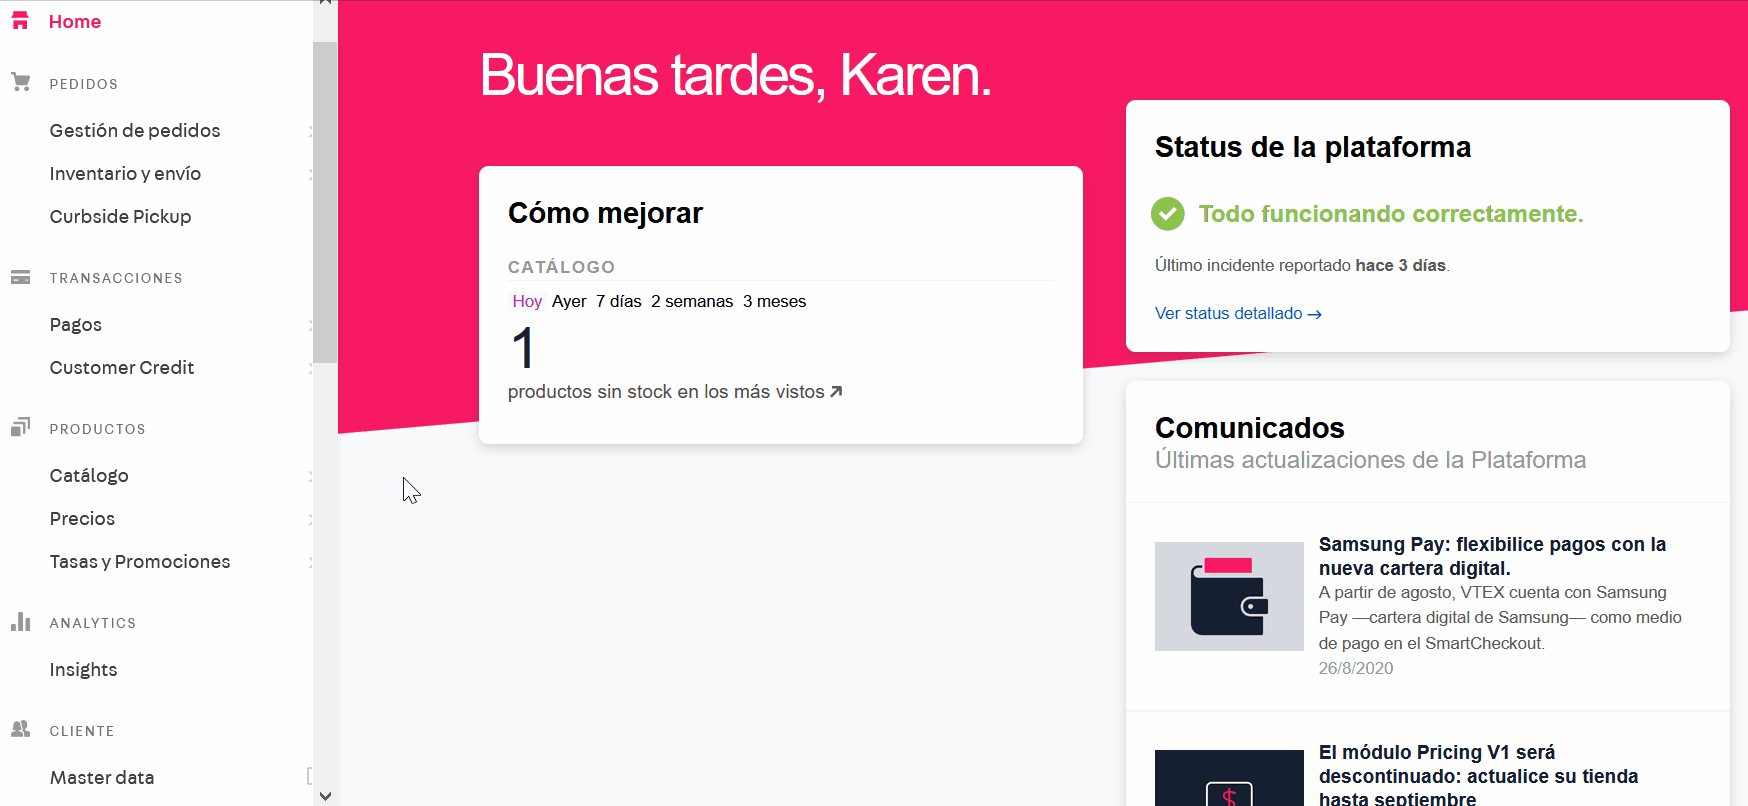 Home
PEDIDOS
Gestión de pedidos
Inventario y envío
Curbside Pickup
TRANSACCIONES
Pagos
Customer Credit
PRODUCTOS
Catálogo
Precios
Tasas y Promociones
ANALYTICS
Insights
CLIENTE
Master data
Buenas tardes, Karen.
Cómo mejorar
CATÁLOGO
Hoy Ayer 7 días 2 semanas 3 meses
1
productos sin stock en los más vistos
Status de la plataforma
Todo funcionando correctamente.
Último incidente reportado hace 3 días.
Ver status detallado →
Comunicados
Últimas actualizaciones de la Plataforma
Samsung Pay: flexibilice pagos con la
nueva cartera digital.
A partir de agosto, VTEX cuenta con Samsung
Pay —cartera digital de Samsung— como medio
de pago en el SmartCheckout.
26/8/2020
$
El módulo Pricing V1 será
descontinuado: actualice su tienda
hasta septiembre